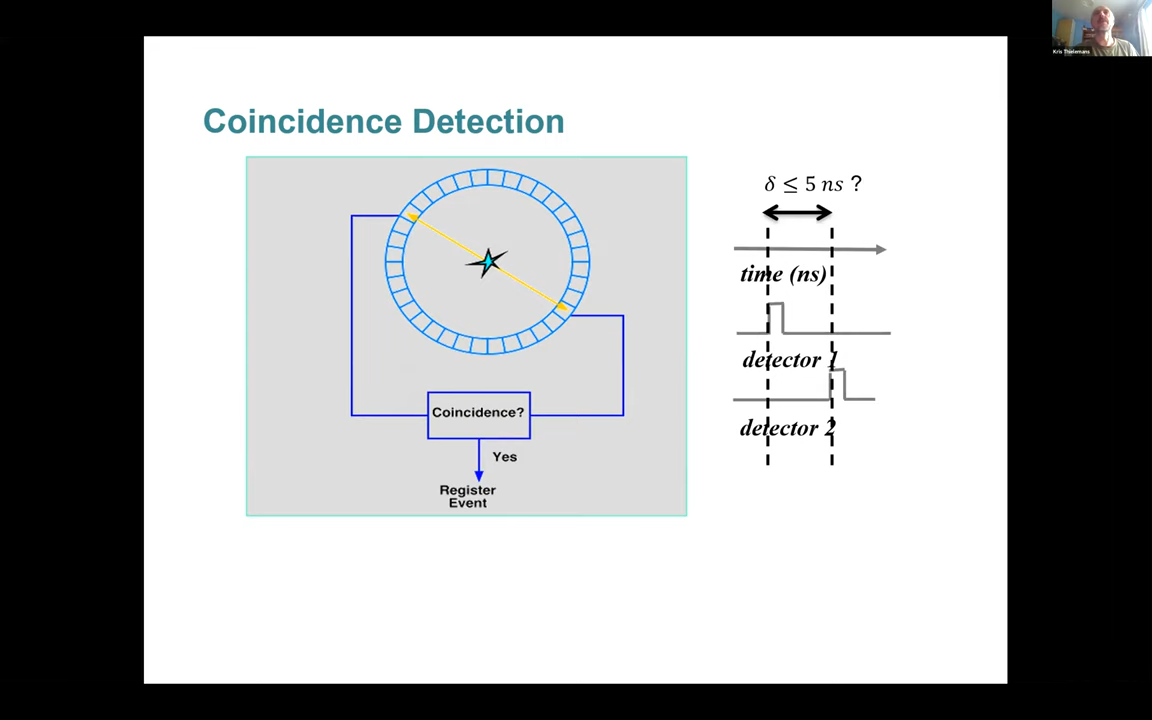 Kris Thielemans
Coincidence Detection
δ ≤ 5 ns ?
time (ns)
detector 1
detector 2
Coincidence?
Yes
Register
Event